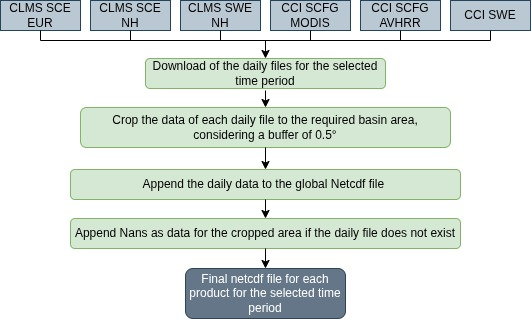 CLMS SCE
EUR
CLMS SCE
NH
CLMS SWE
NH
CCI SCFG
MODIS
CCI SCFG
AVHRR
CCI SWE
Download of the daily files for the selected
time period
Crop the data of each daily file to the required basin area,
considering a buffer of 0.5°
Append the daily data to the global Netcdf file
Append Nans as data for the cropped area if the daily file does not exist
Final netcdf file for each
product for the selected time
period